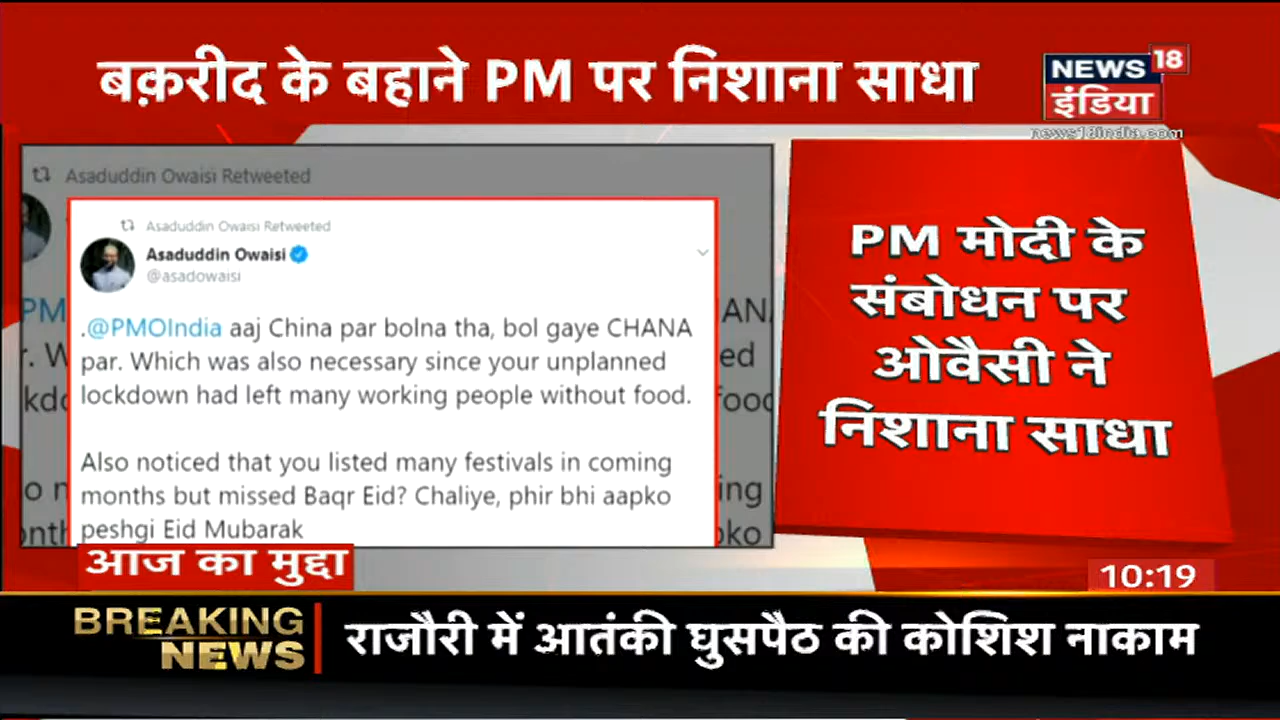 बक़रीद के बहाने PM पर निशाना साधा
NEWS 18
इंडिया
news18india.com
Asaduddin Owaisi Retweeted
Asaduddin Owaisi Retweeted
Asaduddin Owaisi
@asadowaisi
.@PMOIndia aaj China par bolna tha, bol gaye CHANA
par. Which was also necessary since your unplanned
lockdown had left many working people without food.
Also noticed that you listed many festivals in coming
months but missed Baqr Eid? Chaliye, phir bhi aapko
peshgi Eid Mubarak
PM मोदी के
संबोधन पर
ओवैसी ने
निशाना साधा
आज का मुद्दा
10:19
BREAKING
NEWS
राजौरी में आतंकी घुसपैठ की कोशिश नाकाम